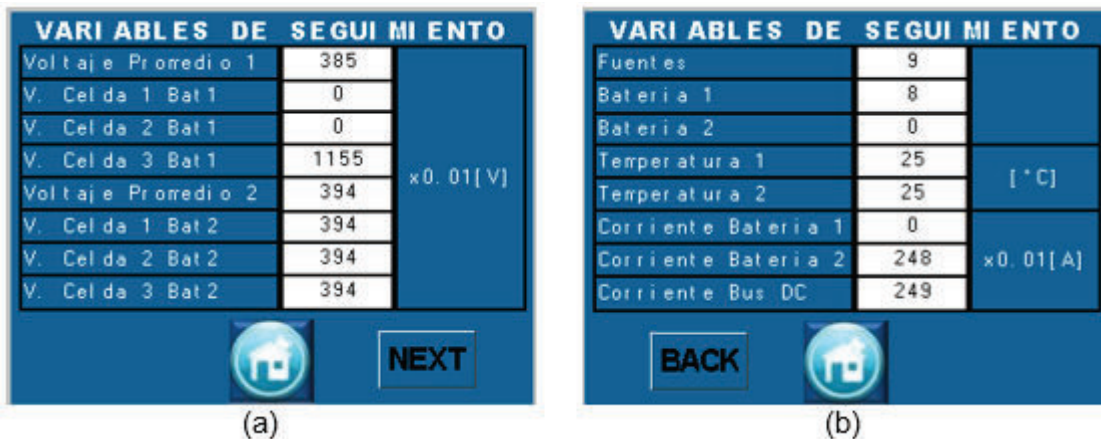 VARIABLES DE SEGUIMIENTO
Voltaje Promedio 1 385
V. Celda 1 Bat1 0
V. Celda 2 Bat1 0
V. Celda 3 Bat1 1155
x0.01[V]
Voltaje Promedio 2 394
V. Celda 1 Bat2 394
V. Celda 2 Bat2 394
V. Celda 3 Bat2 394
NEXT
(a)
VARIABLES DE SEGUIMIENTO
Fuentes 9
Bateria 1 8
Bateria 2 0
Temperatura 1 25
[°C]
Temperatura 2 25
Corriente Bateria 1 0
Corriente Bateria 2 248 x0.01[A]
Corriente Bus DC 249
BACK
(b)